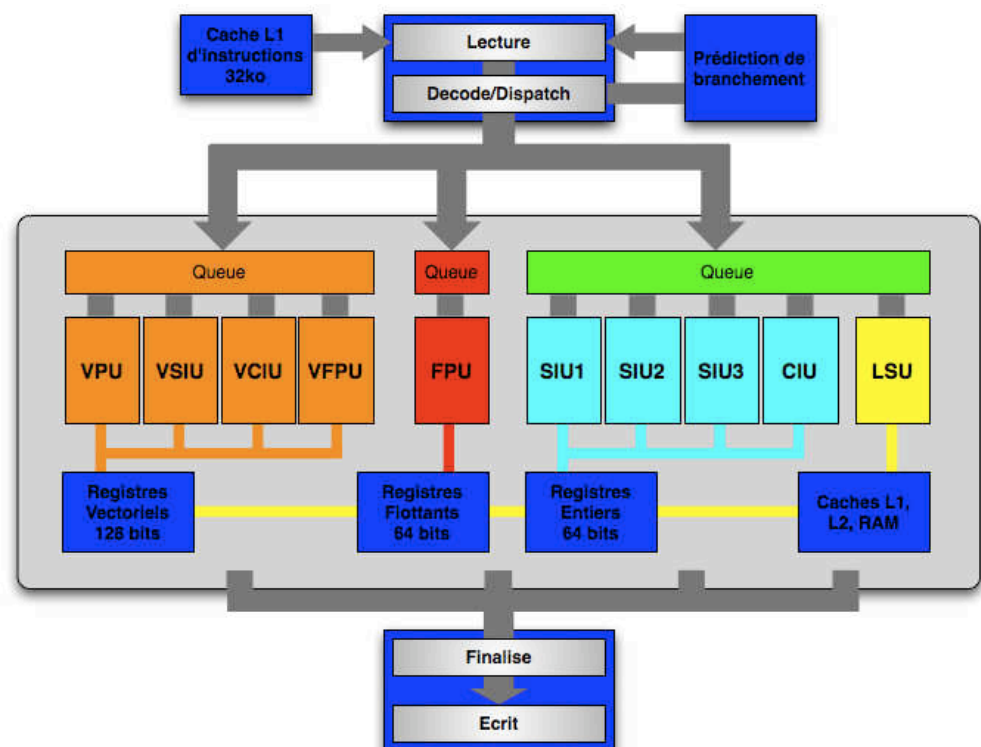 Cache L1
d'instructions
32ko
Lecture
Decode/Dispatch
Prédiction de
branchement
Queue
Queue
Queue
VPU
VSIU
VCIU
VFPU
FPU
SIU1
SIU2
SIU3
CIU
LSU
Registres
Vectoriels
128 bits
Registres
Flottants
64 bits
Registres
Entiers
64 bits
Caches L1,
L2, RAM
Finalise
Ecrit